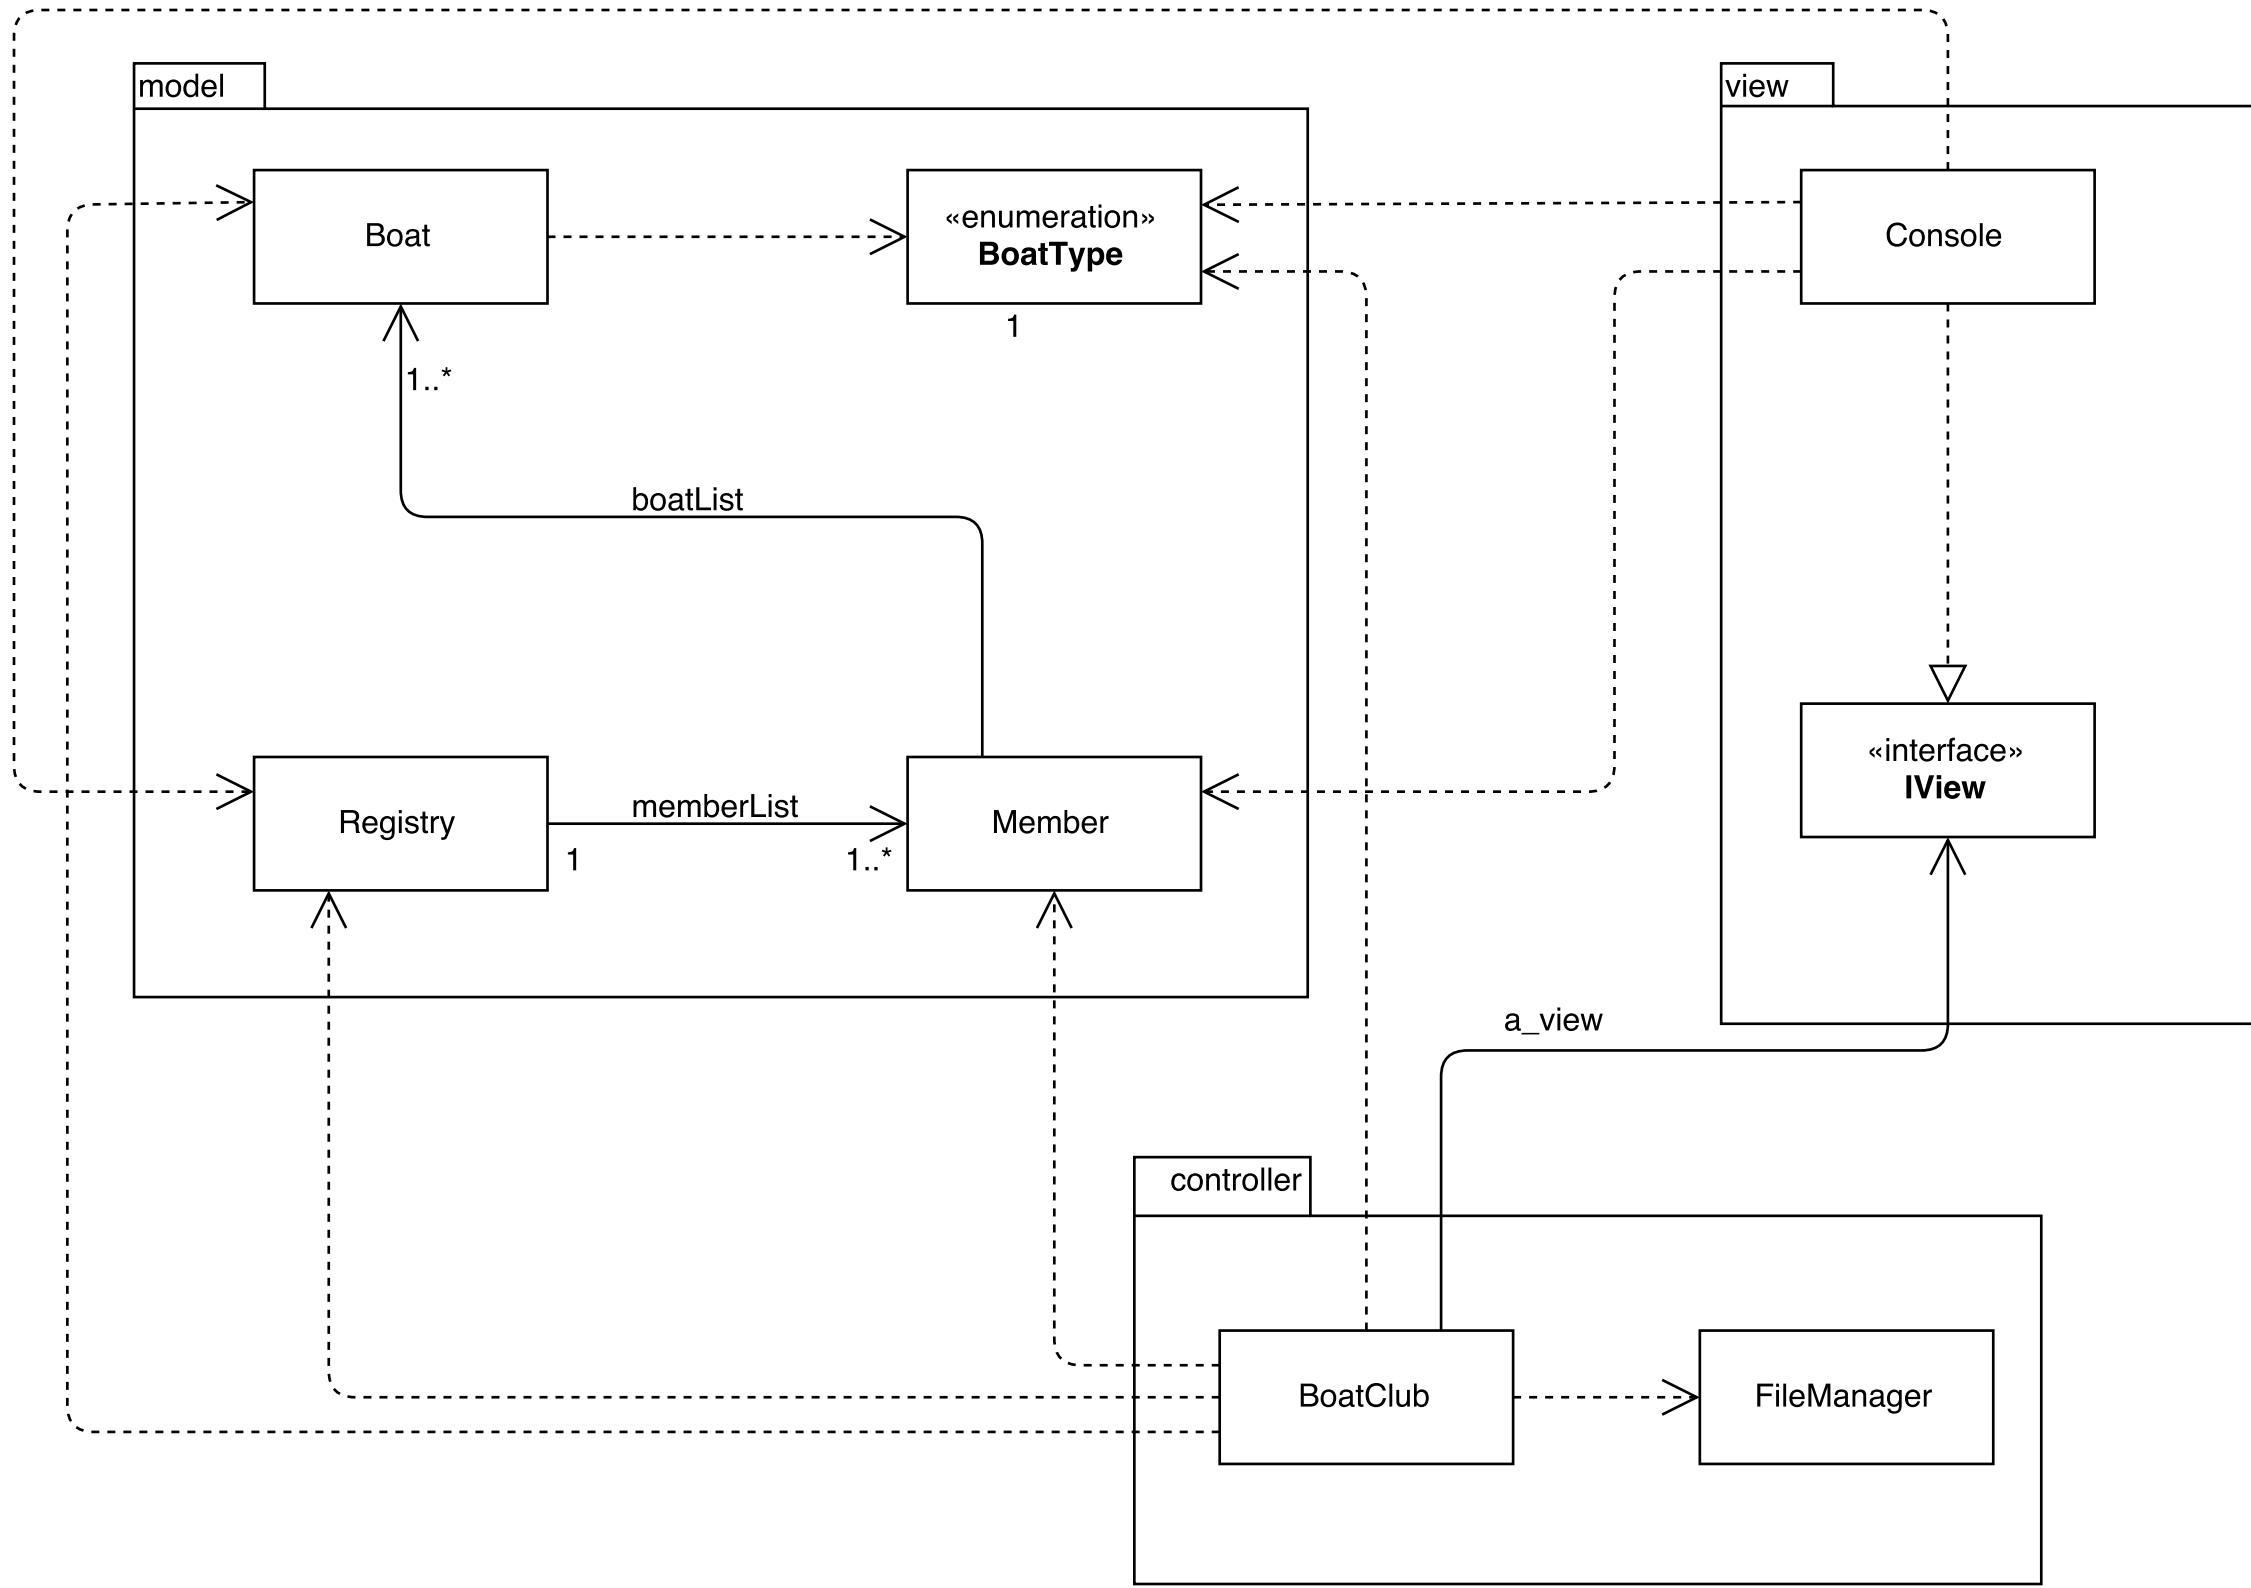 model
view
Boat
«enumeration»
BoatType
Console
1
1..*
boatList
«interface»
IView
memberList
Registry
Member
1
1..*
a_view
controller
BoatClub
FileManager